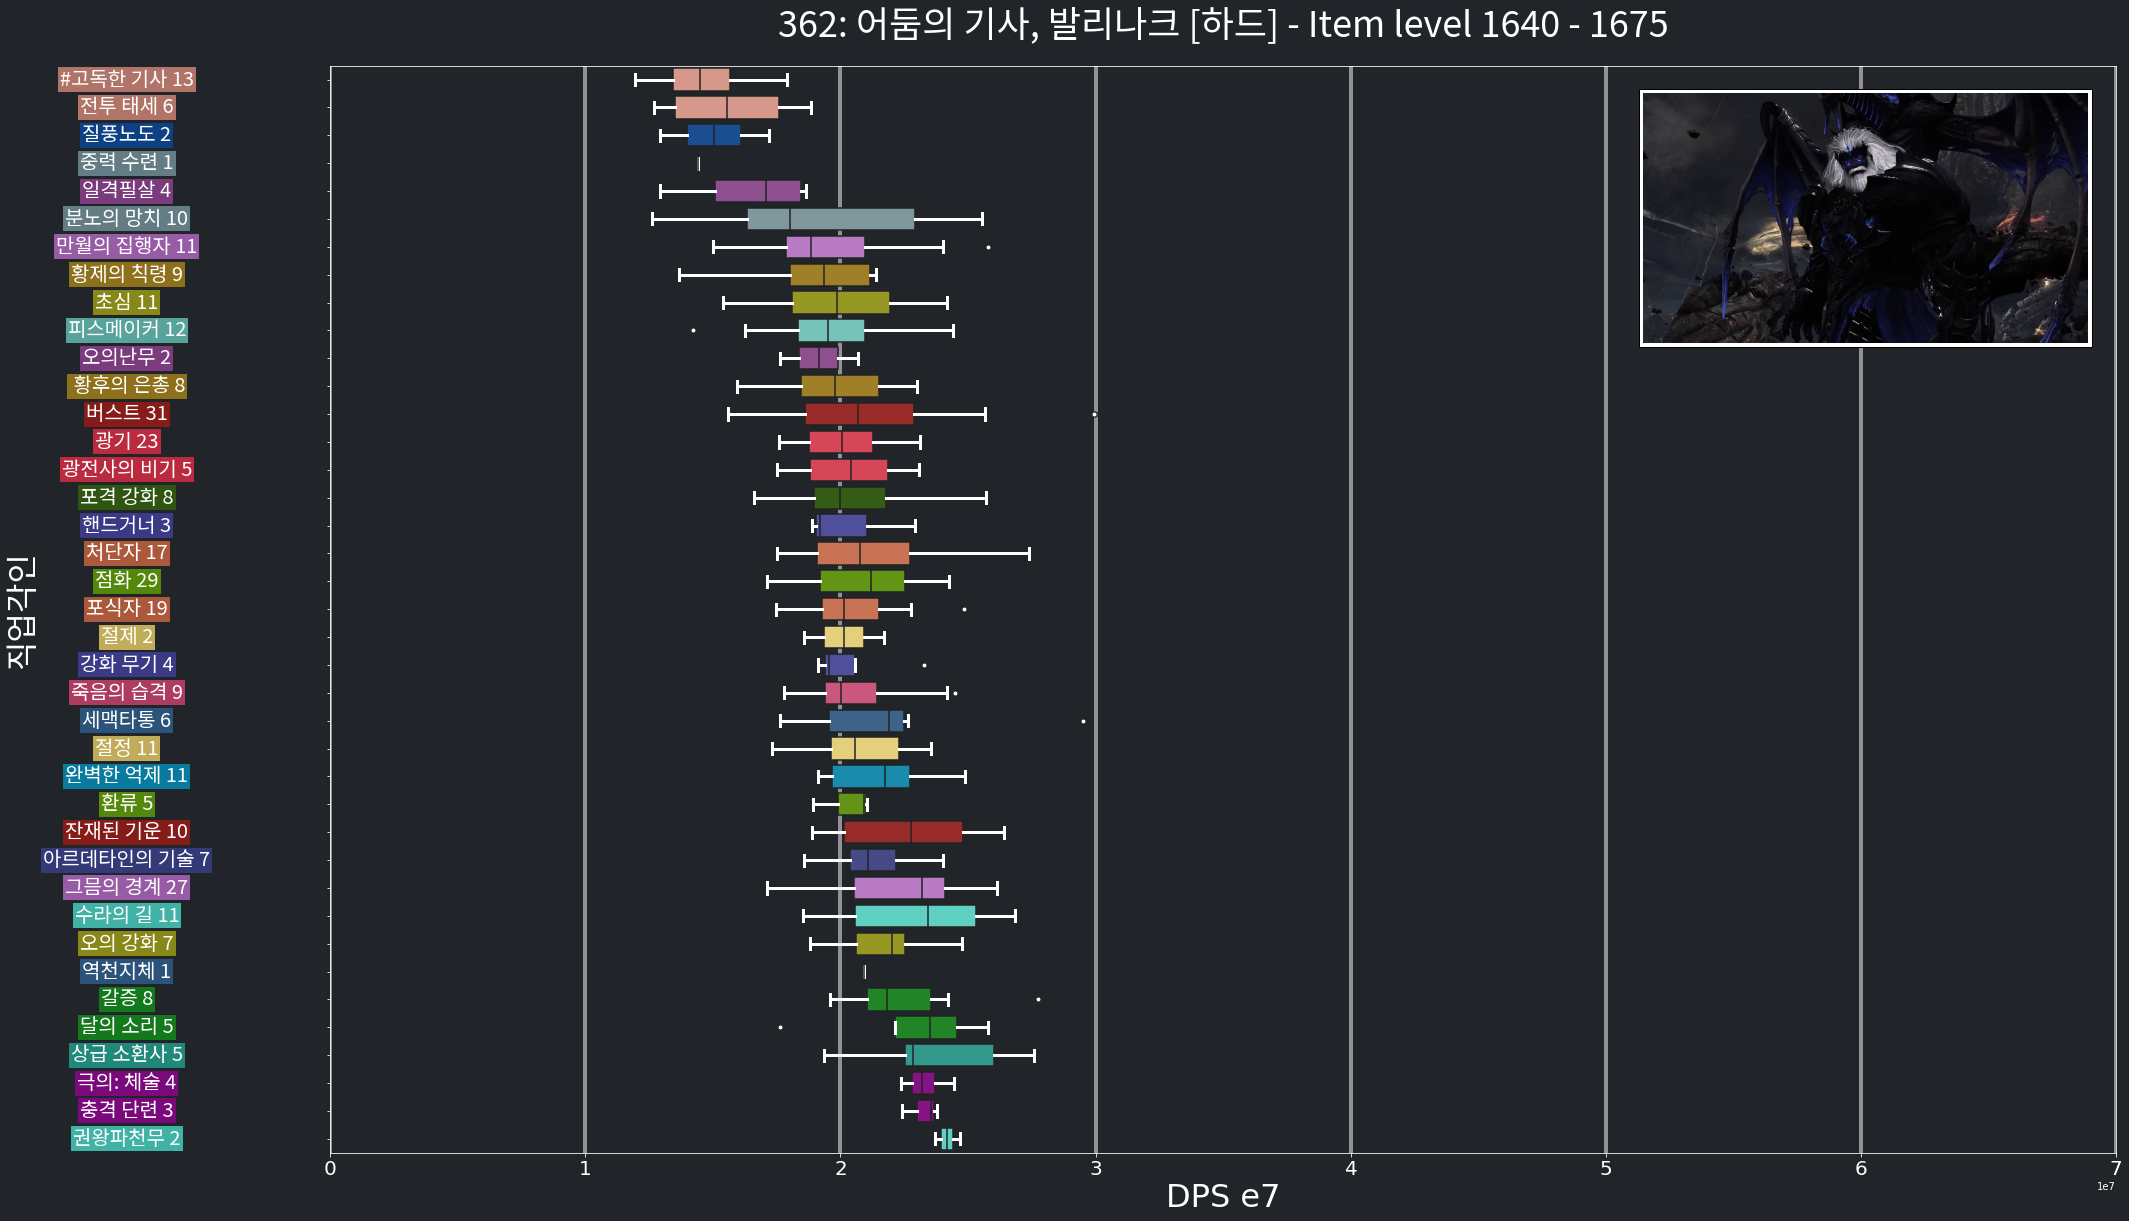 362: 어둠의 기사, 발리나크 [하드] - Item level 1640 - 1675
직업각인
#고독한 기사 13
전투 태세 6
질풍노도 2
중력 수련 1
일격필살 4
분노의 망치 10
만월의 집행자 11
황제의 칙령 9
초심 11
피스메이커 12
오의난무 2
황후의 은총 8
버스트 31
광기 23
광전사의 비기 5
포격 강화 8
핸드거너 3
처단자 17
점화 29
포식자 19
절제 2
강화 무기 4
죽음의 습격 9
세맥타통 6
절정 11
완벽한 억제 11
환류 5
잔재된 기운 10
아르데타인의 기술 7
그믐의 경계 27
수라의 길 11
오의 강화 7
역천지체 1
갈증 8
달의 소리 5
상급 소환사 5
극의: 체술 4
충격 단련 3
권왕파천무 2
0 1 2 3 4 5 6 7
1e7
DPS e7